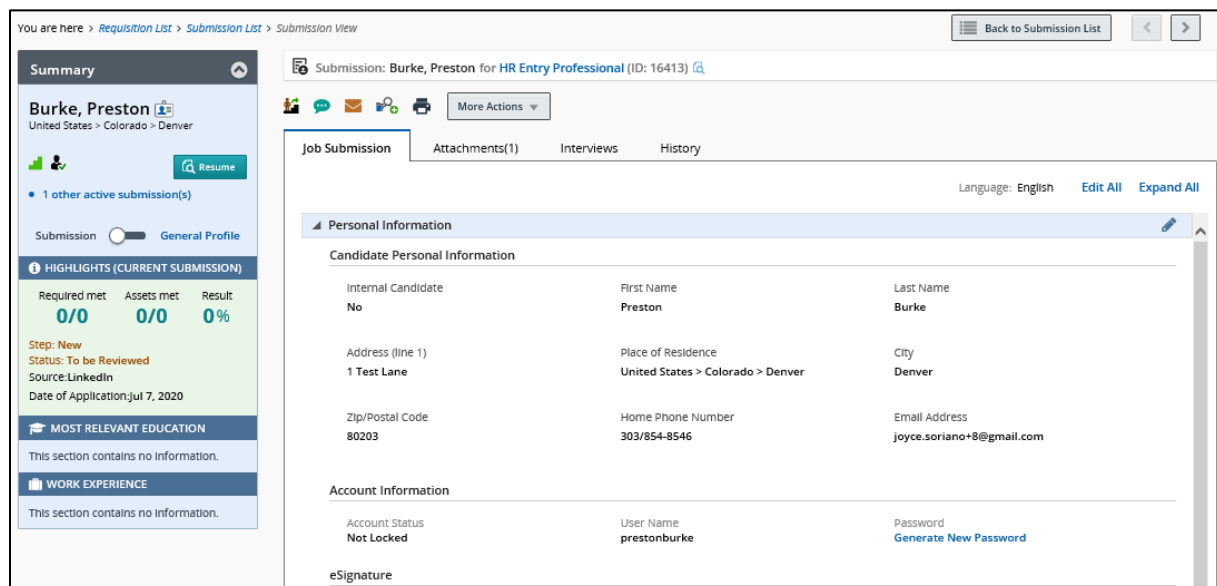 You are here > Requisition List > Submission List > Submission View
Back to Submission List
Summary
Burke, Preston
United States > Colorado > Denver
Resume
1 other active submission(s)
Submission General Profile
HIGHLIGHTS (CURRENT SUBMISSION)
Required met Assets met Result
0/0 0/0 0%
Step: New
Status: To be Reviewed
Source:LinkedIn
Date of Application:Jul 7, 2020
MOST RELEVANT EDUCATION
This section contains no information.
WORK EXPERIENCE
This section contains no information.
Submission: Burke, Preston for HR Entry Professional (ID: 16413)
More Actions
Job Submission Attachments(1) Interviews History
Language: English Edit All Expand All
Personal Information
Candidate Personal Information
Internal Candidate First Name Last Name
No Preston Burke
Address (line 1) Place of Residence City
1 Test Lane United States > Colorado > Denver Denver
Zip/Postal Code Home Phone Number Email Address
80203 303/854-8546 joyce.soriano+8@gmail.com
Account Information
Account Status User Name Password
Not Locked prestonburke Generate New Password
eSignature